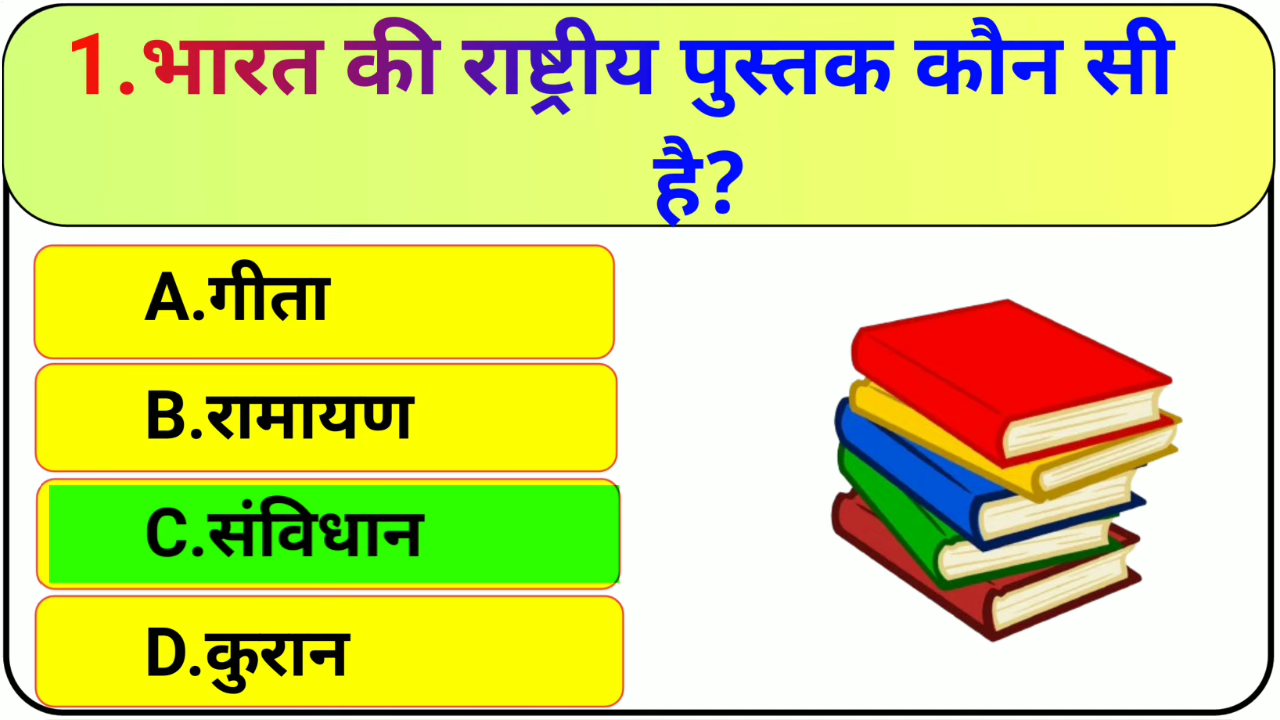 1.भारत की राष्ट्रीय पुस्तक कौन सी
है?
A.गीता
B.रामायण
C.संविधान
D.कुरान